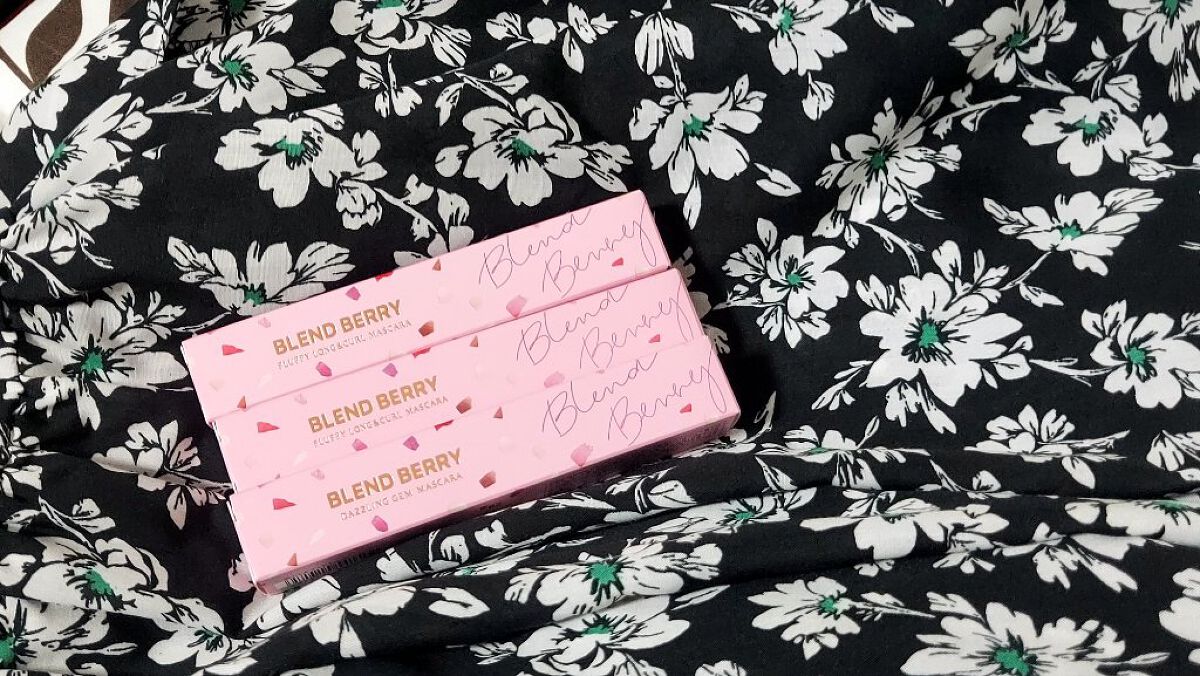 Blend
Berry
BLEND BERRY
FLUFFY LONG&CURL MASCARA
Blend
Berry
BLEND BERRY
FLUFFY LONG&CURL MASCARA
Blend
Berry
BLEND BERRY
DAZZLING GEM MASCARA